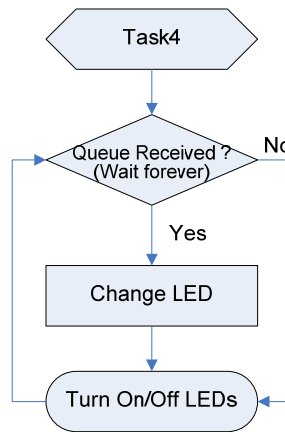 Task4
Queue Received ?
(Wait forever)
No
Yes
Change LED
Turn On/Off LEDs